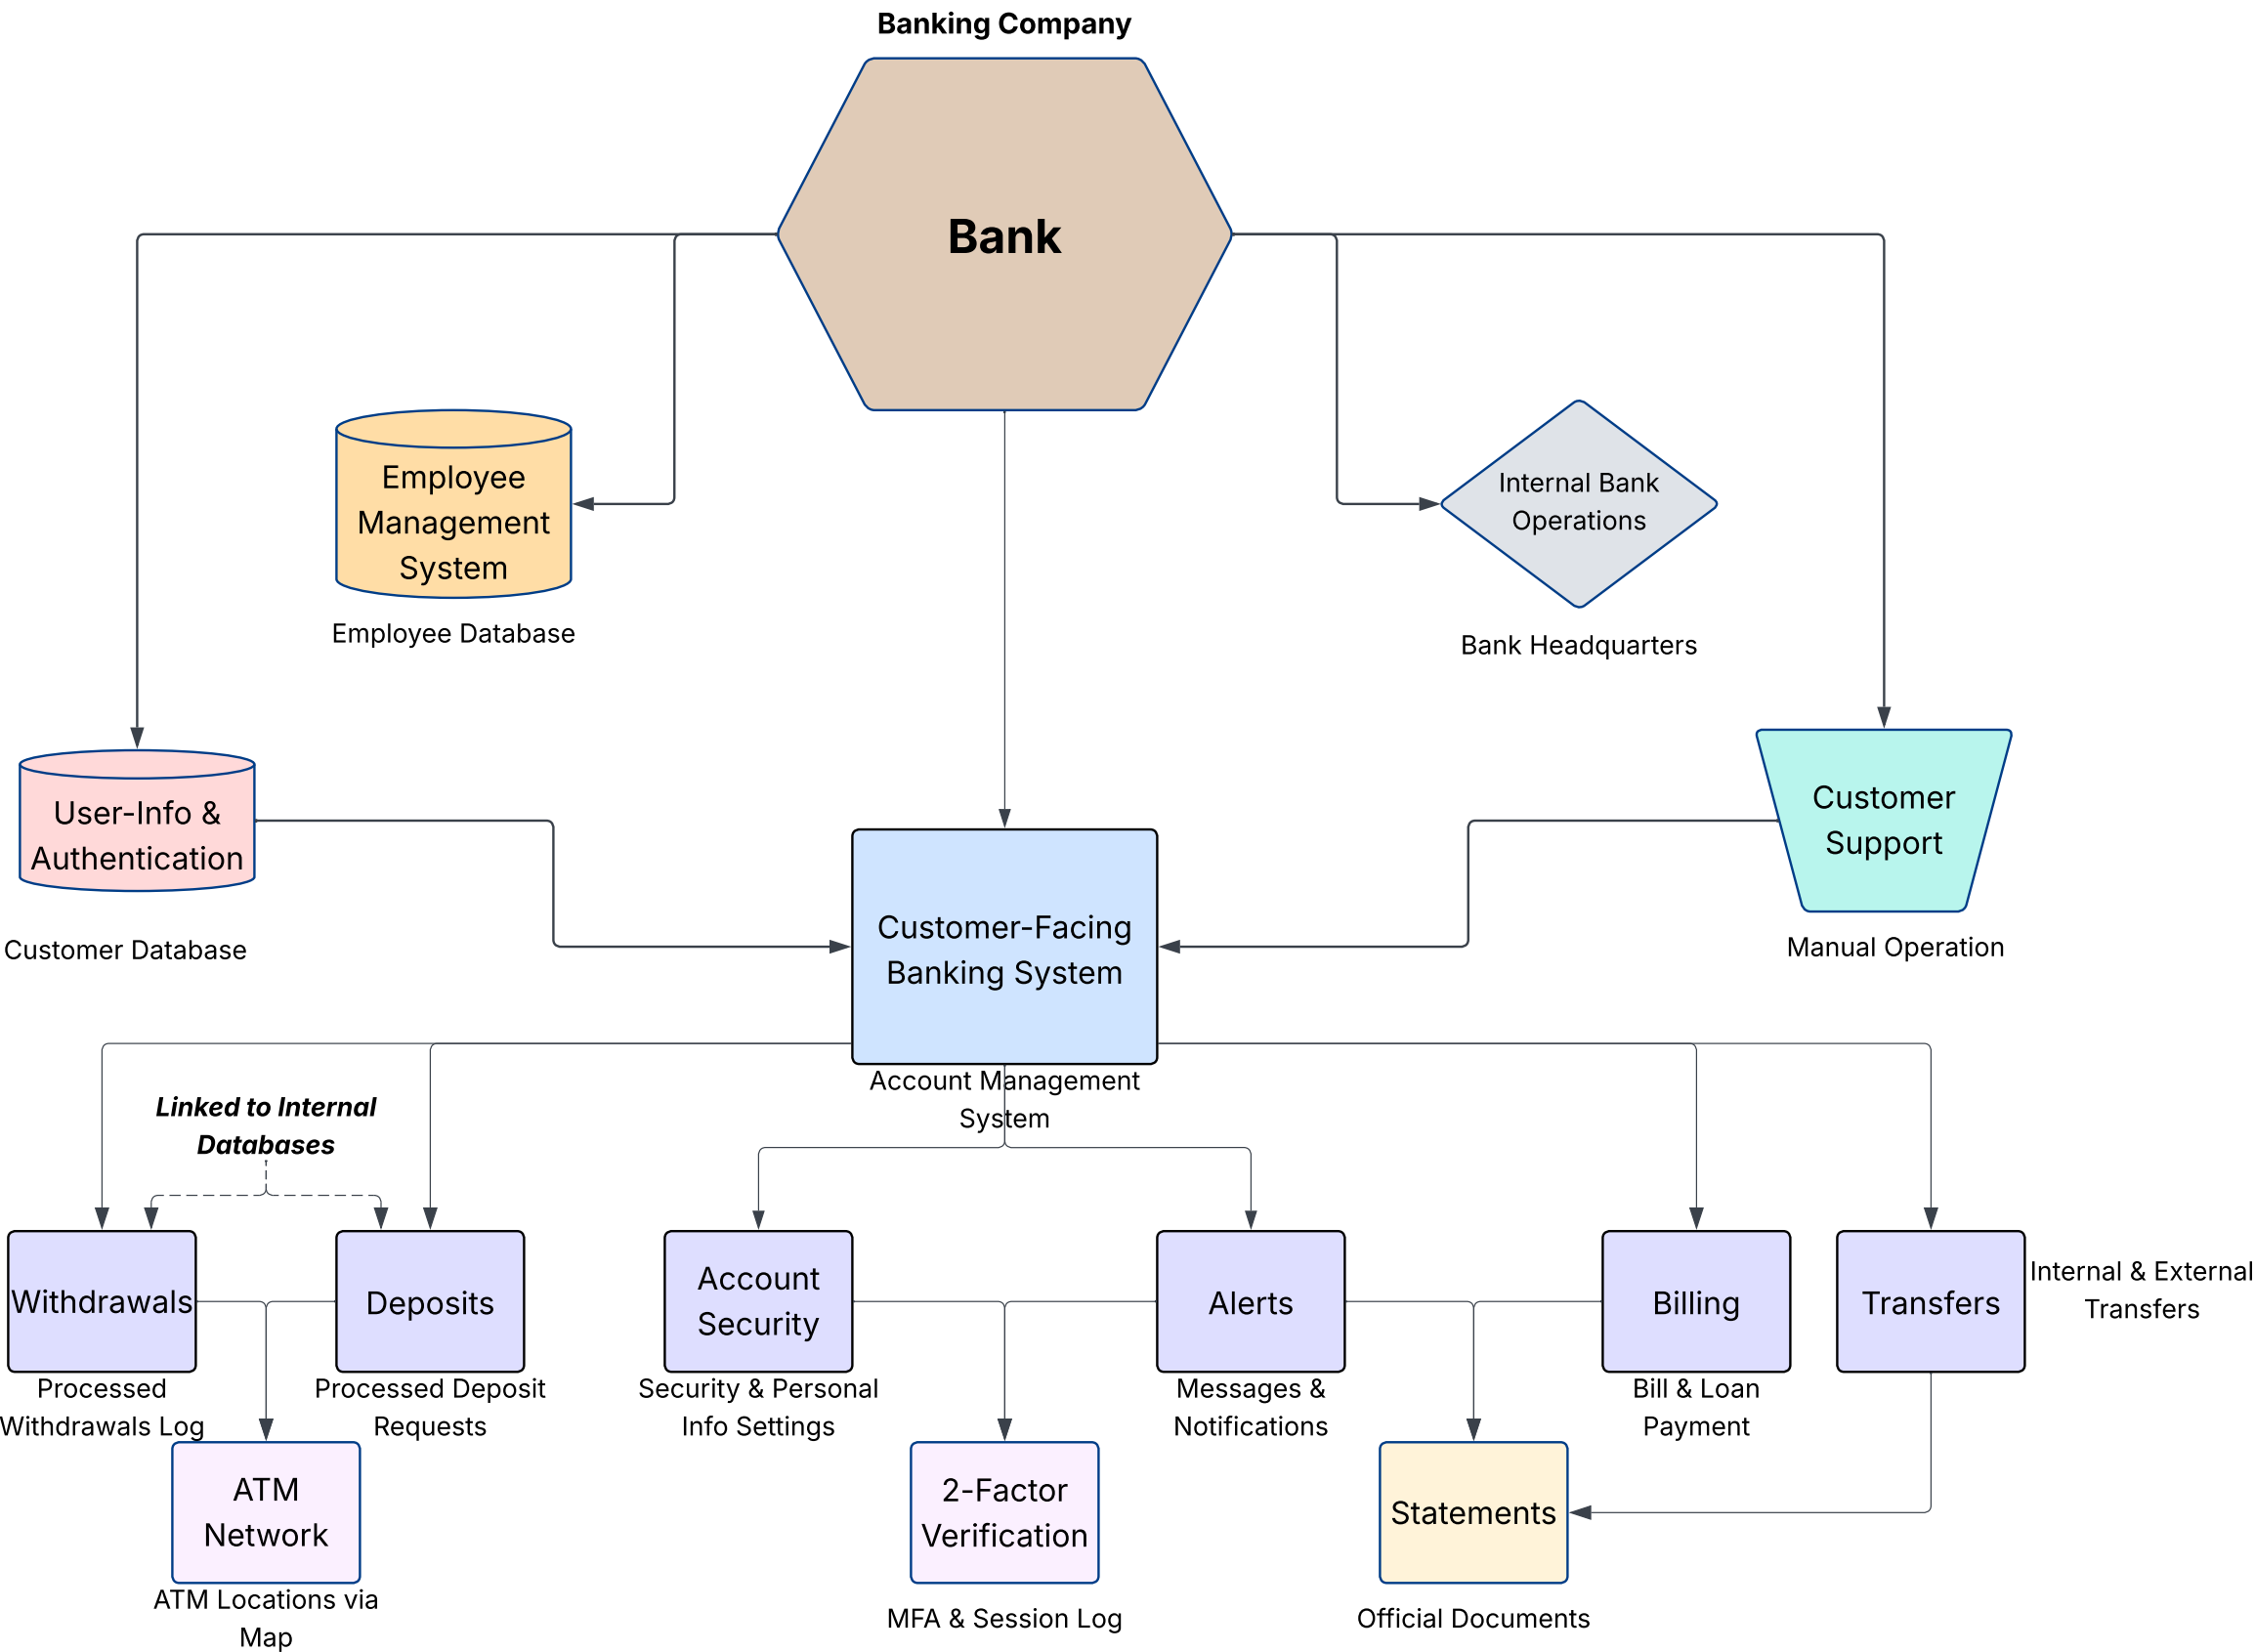 Banking Company
Bank
Employee
Management
System
Employee Database
Internal Bank
Operations
Bank Headquarters
User-Info &
Authentication
Customer Database
Customer
Support
Manual Operation
Customer-Facing
Banking System
Account Management
System
Linked to Internal
Databases
Withdrawals
Processed
Withdrawals Log
Deposits
Processed Deposit
Requests
Account
Security
Security & Personal
Info Settings
Alerts
Messages &
Notifications
Billing
Bill & Loan
Payment
Transfers
Internal & External
Transfers
ATM
Network
ATM Locations via
Map
2-Factor
Verification
MFA & Session Log
Statements
Official Documents